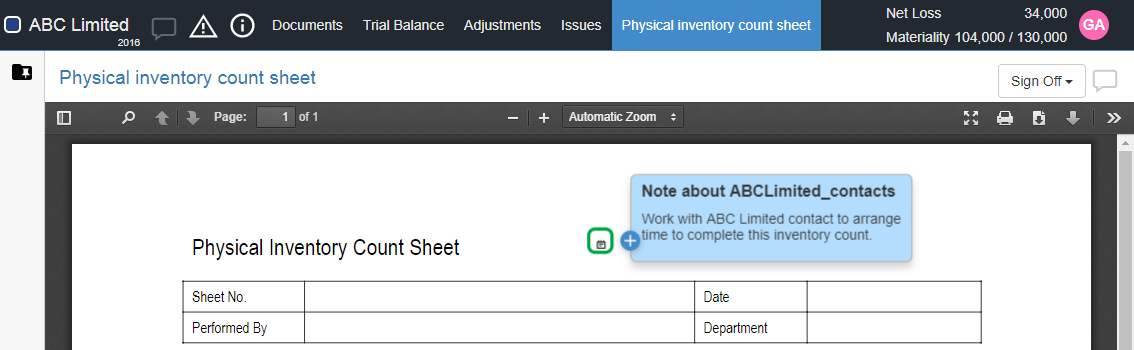 ABC Limited
2016
Documents Trial Balance Adjustments Issues Physical inventory count sheet
Net Loss 34,000
Materiality 104,000 / 130,000
GA
Physical inventory count sheet
Sign Off
Page: 1 of 1
Automatic Zoom
Note about ABCLimited_contacts
Work with ABC Limited contact to arrange
time to complete this inventory count.
Physical Inventory Count Sheet
Sheet No. Date
Performed By Department